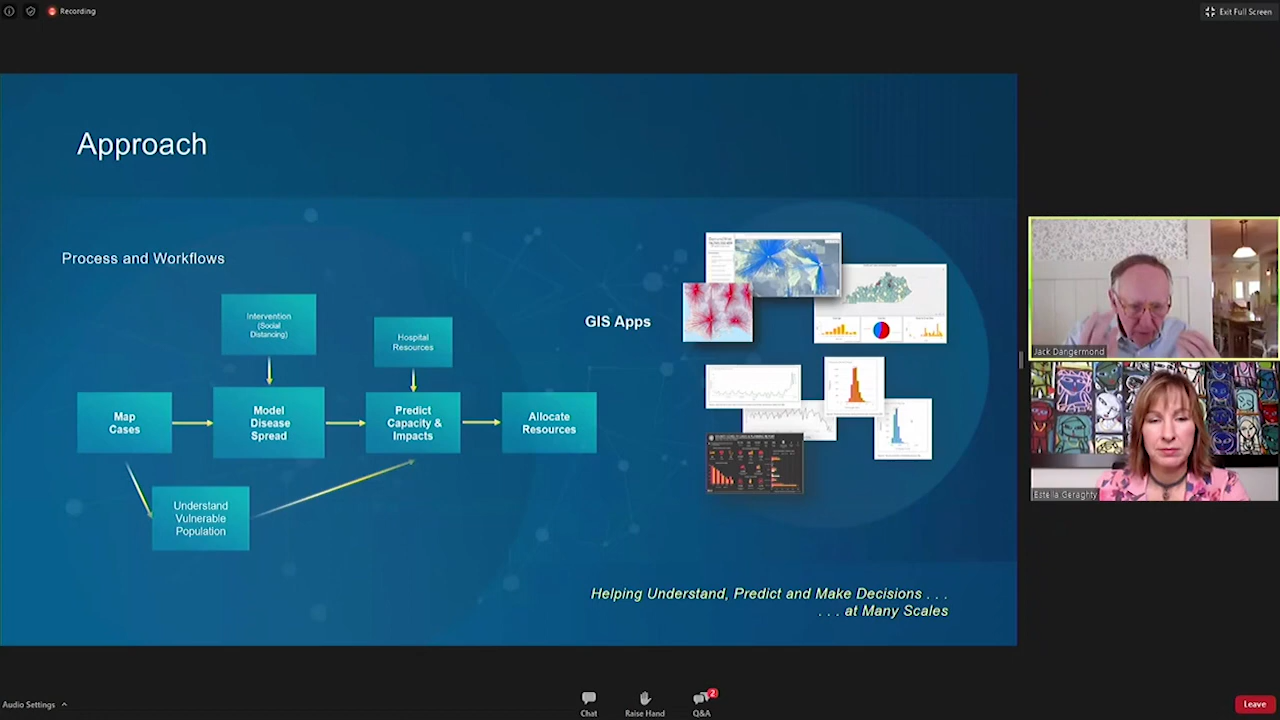 Recording
Exit Full Screen
Approach
Process and Workflows
Intervention
(Social
Distancing)
Hospital
Resources
Map
Cases
Model
Disease
Spread
Predict
Capacity &
Impacts
Allocate
Resources
Understand
Vulnerable
Population
GIS Apps
Helping Understand, Predict and Make Decisions . . .
. . . at Many Scales
Jack Dangermond
Estella Geraghty
Audio Settings
Chat
Raise Hand
2
Q&A
Leave